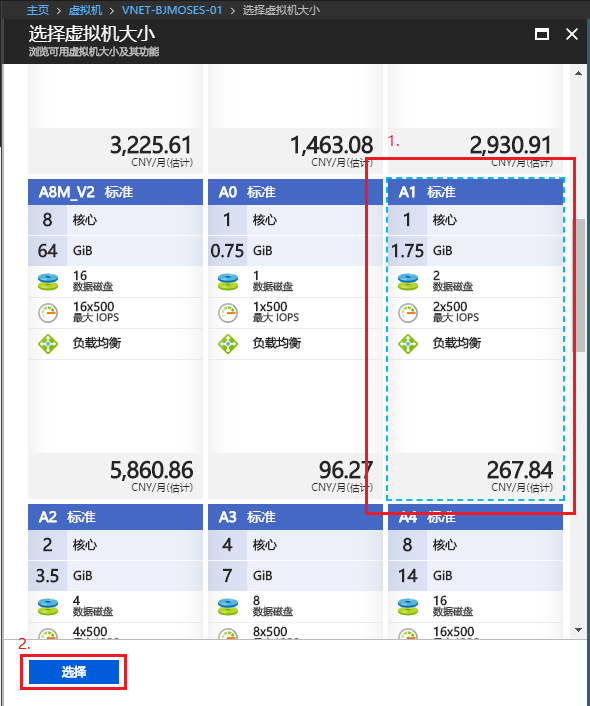 主页 > 虚拟机 > VNET-BJMOSES-01 > 选择虚拟机大小
选择虚拟机大小
浏览可用虚拟机大小及其功能
3,225.61
CNY/月(估计)
1,463.08
CNY/月(估计)
1.
2,930.91
CNY/月(估计)
A8M_V2 标准
8 核心
64 GiB
16
数据磁盘
16x500
最大 IOPS
负载均衡
5,860.86
CNY/月(估计)
A0 标准
1 核心
0.75 GiB
1
数据磁盘
1x500
最大 IOPS
负载均衡
96.27
CNY/月(估计)
A1 标准
1 核心
1.75 GiB
2
数据磁盘
2x500
最大 IOPS
负载均衡
267.84
CNY/月(估计)
A2 标准
2 核心
3.5 GiB
4
数据磁盘
4x500
A3 标准
4 核心
7 GiB
8
数据磁盘
8x500
A4 标准
8 核心
14 GiB
16
数据磁盘
16x500
2.
选择